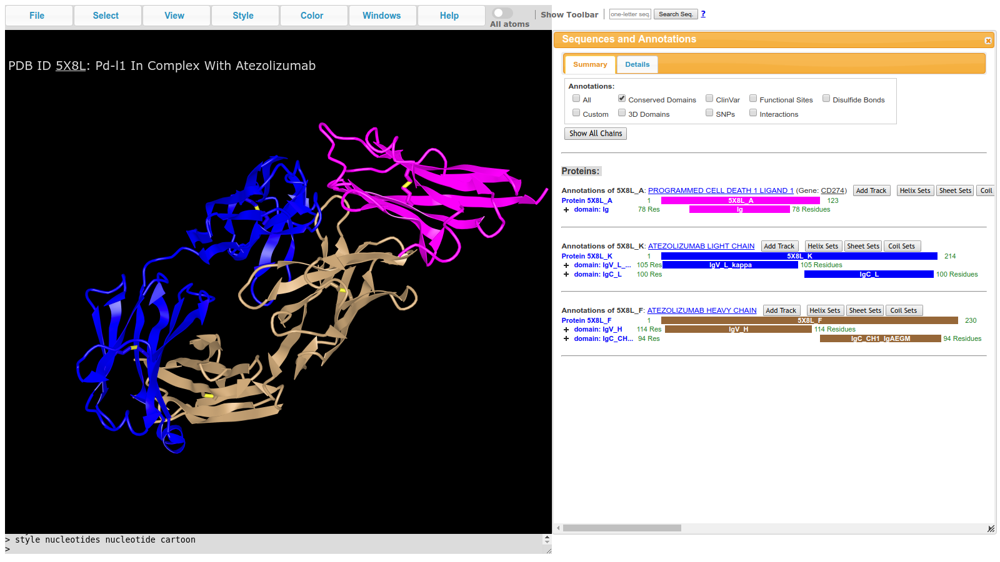 File Select View Style Color Windows Help All atoms Show Toolbar one-letter seq. Search Seq. ?
PDB ID 5X8L: Pd-l1 In Complex With Atezolizumab
> style nucleotides nucleotide cartoon
>
Sequences and Annotations
Summary Details
Annotations:
All Conserved Domains ClinVar Functional Sites Disulfide Bonds
Custom 3D Domains SNPs Interactions
Show All Chains
Proteins:
Annotations of 5X8L_A: PROGRAMMED CELL DEATH 1 LIGAND 1 (Gene: CD274) Add Track Helix Sets Sheet Sets Coil
Protein 5X8L_A 1 5X8L_A 123
+ domain: Ig 78 Res Ig 78 Residues
Annotations of 5X8L_K: ATEZOLIZUMAB LIGHT CHAIN Add Track Helix Sets Sheet Sets Coil Sets
Protein 5X8L_K 1 5X8L_K 214
+ domain: IgV_L_... 105 Res IgV_L_kappa 105 Residues
+ domain: IgC_L 100 Res IgC_L 100 Residues
Annotations of 5X8L_F: ATEZOLIZUMAB HEAVY CHAIN Add Track Helix Sets Sheet Sets Coil Sets
Protein 5X8L_F 1 5X8L_F 230
+ domain: IgV_H 114 Res IgV_H 114 Residues
+ domain: IgC_CH... 94 Res IgC_CH1_IgAEGM 94 Residues